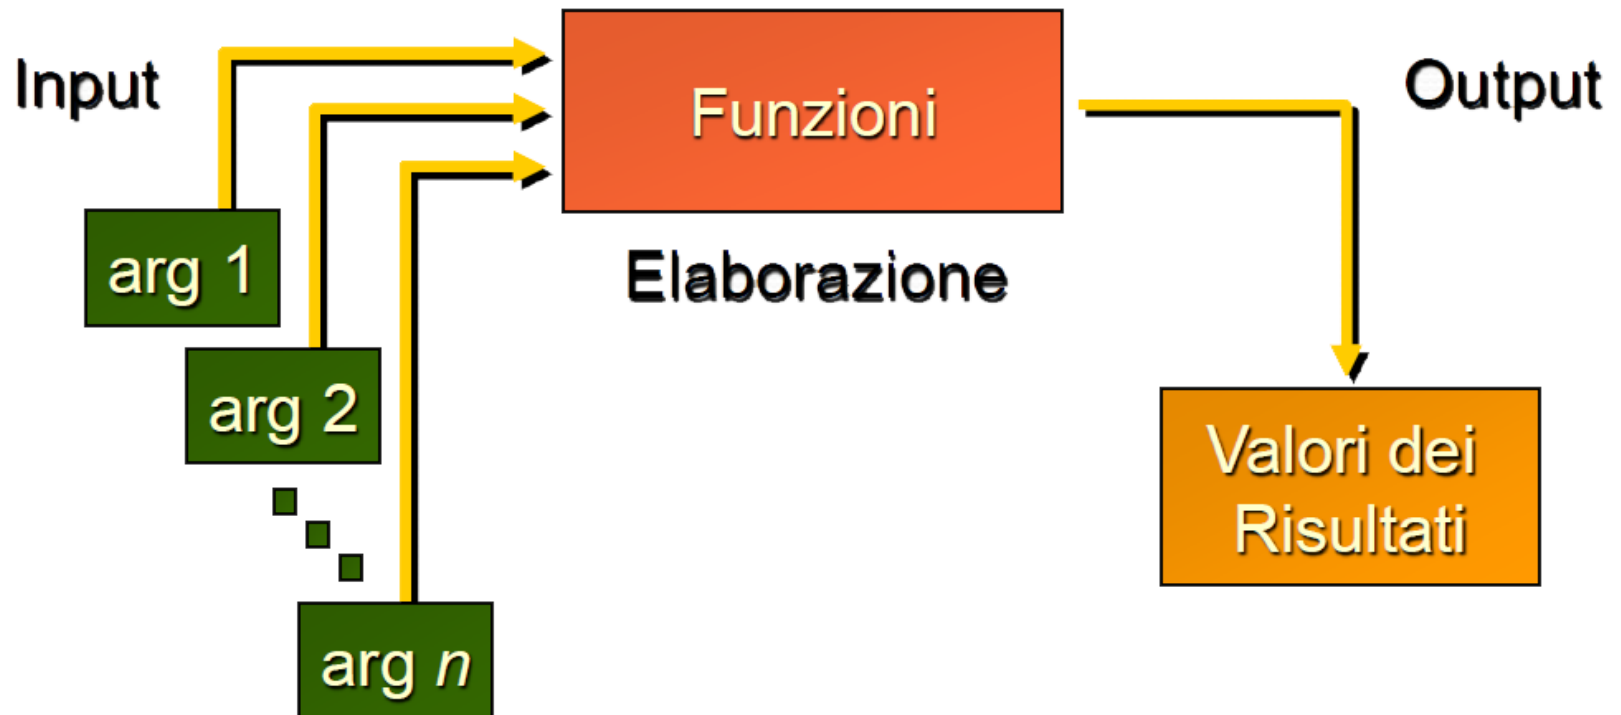 Input
Funzioni
Output
Elaborazione
arg 1
arg 2
arg n
Valori dei
Risultati